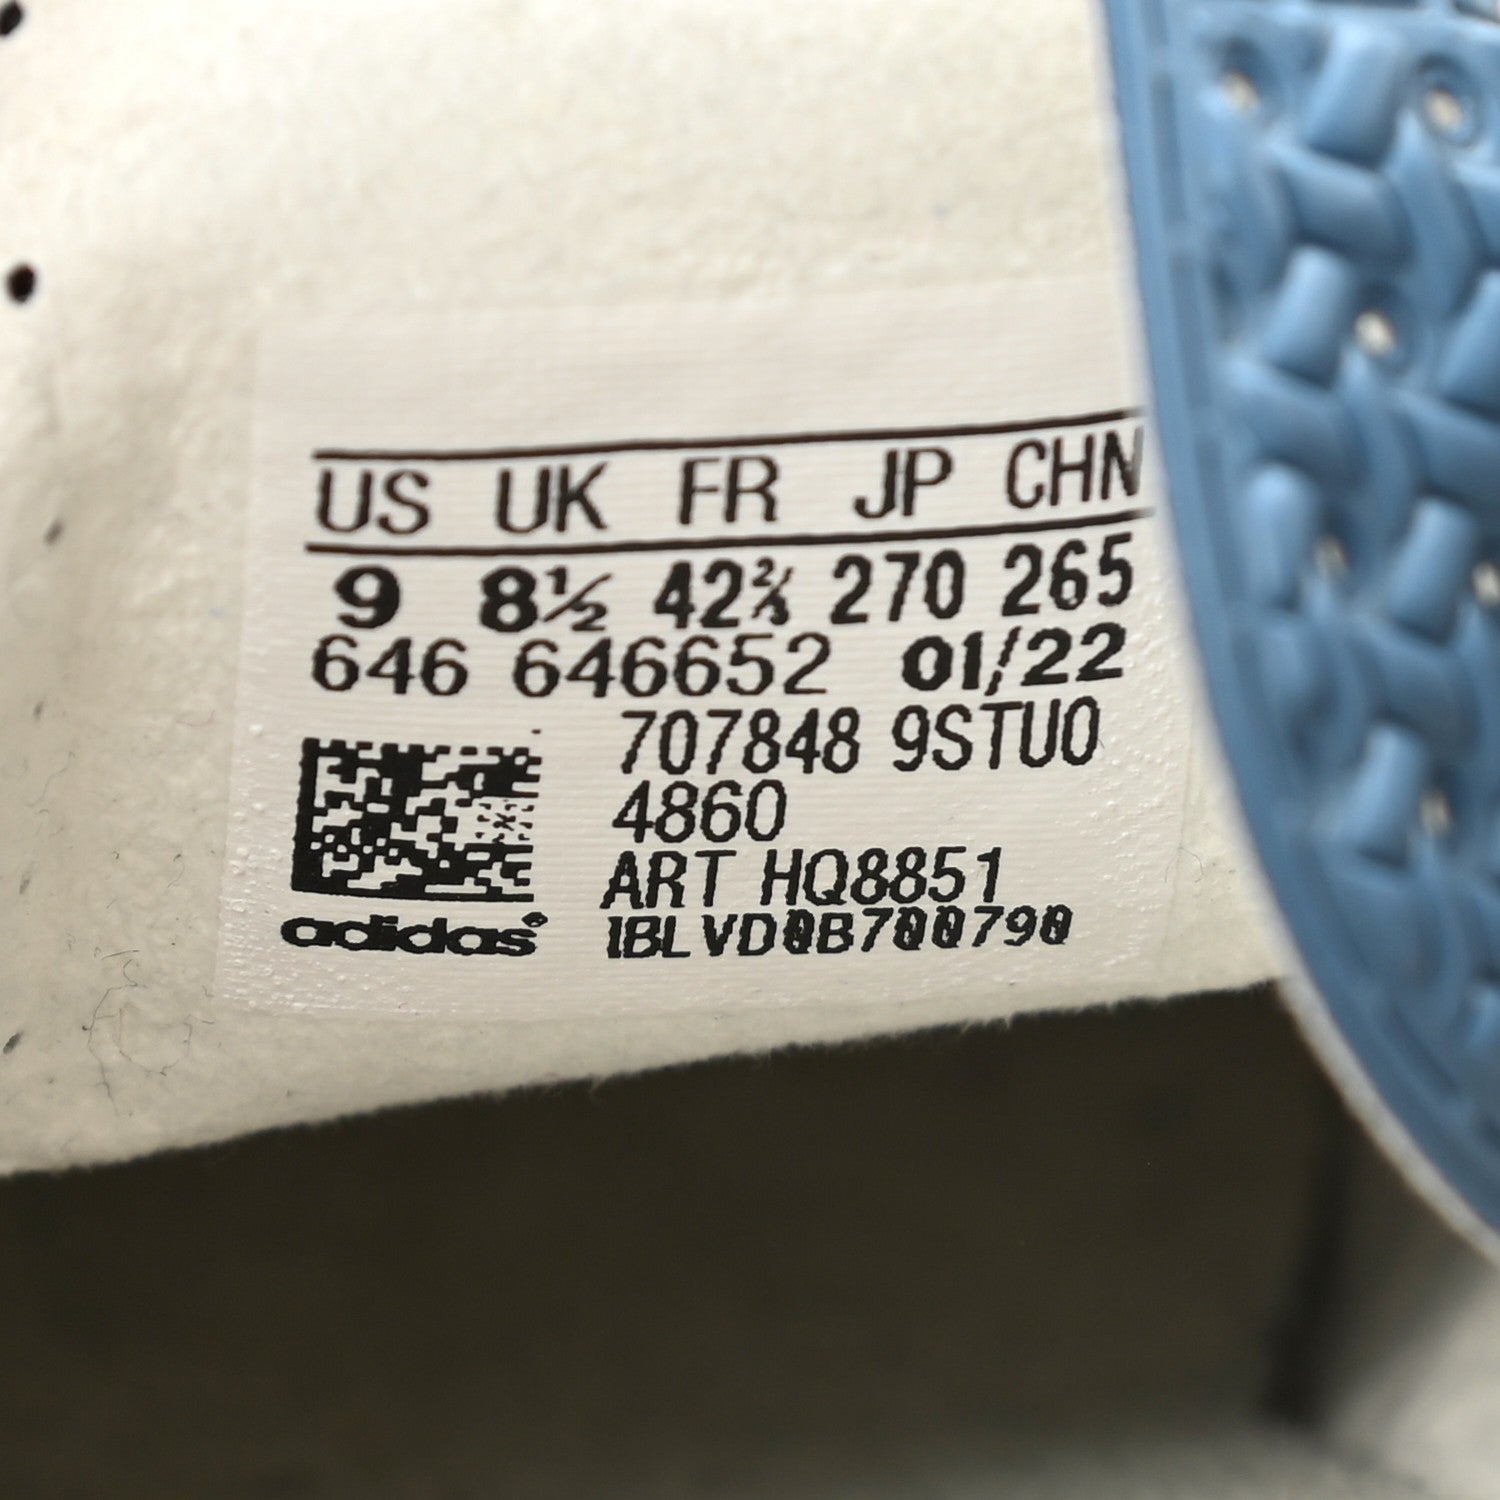 US UK FR JP CHN
9 8½ 42⅔ 270 265
646 646652 01/22
707848 9STU0
4860
ART HQ8851
adidas®
1BLVD0B700790